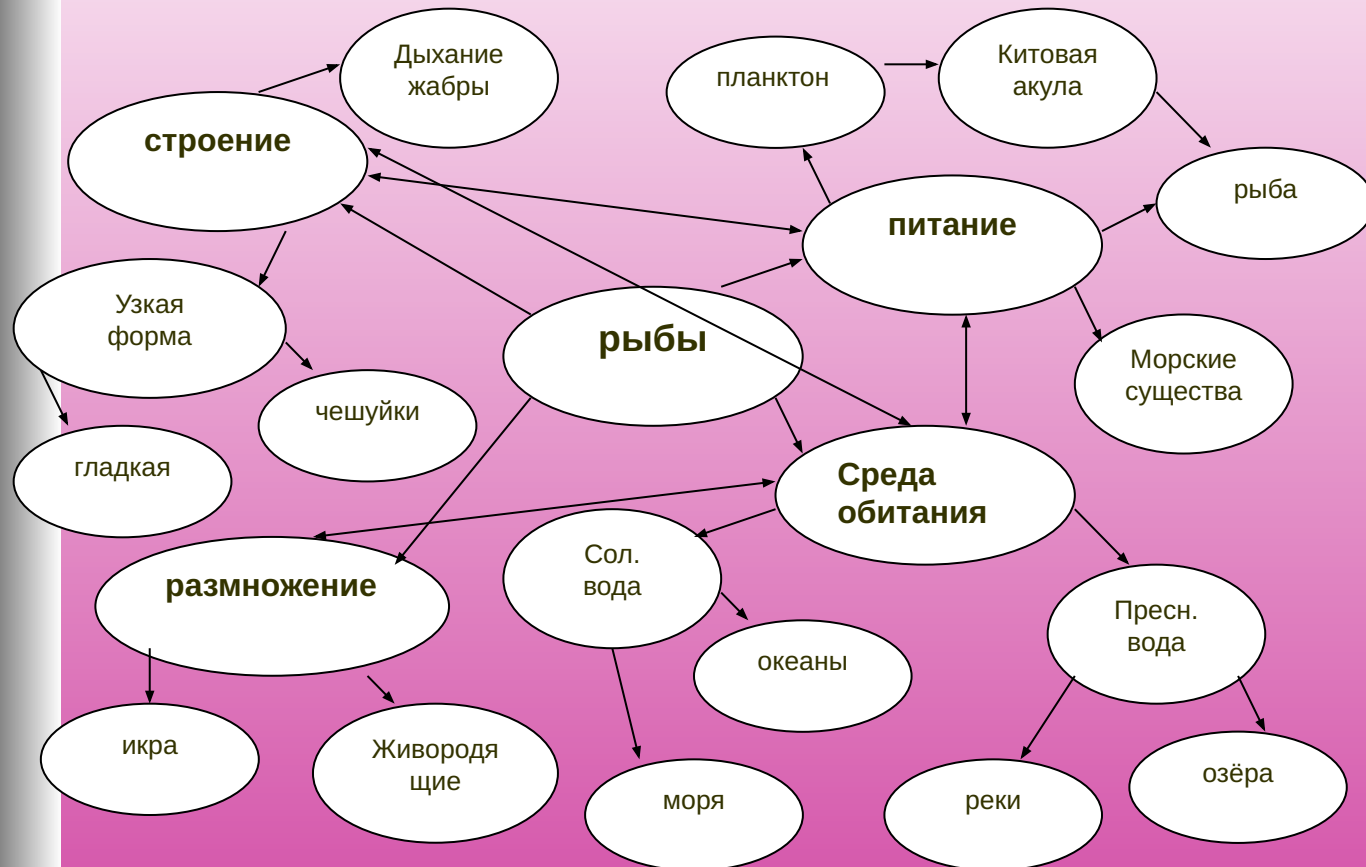 Дыхание
жабры
планктон
Китовая
акула
строение
рыба
питание
Узкая
форма
рыбы
Морские
существа
чешуйки
гладкая
Среда
обитания
Сол.
вода
размножение
Пресн.
вода
океаны
икра
Живородя
щие
моря
реки
озёра